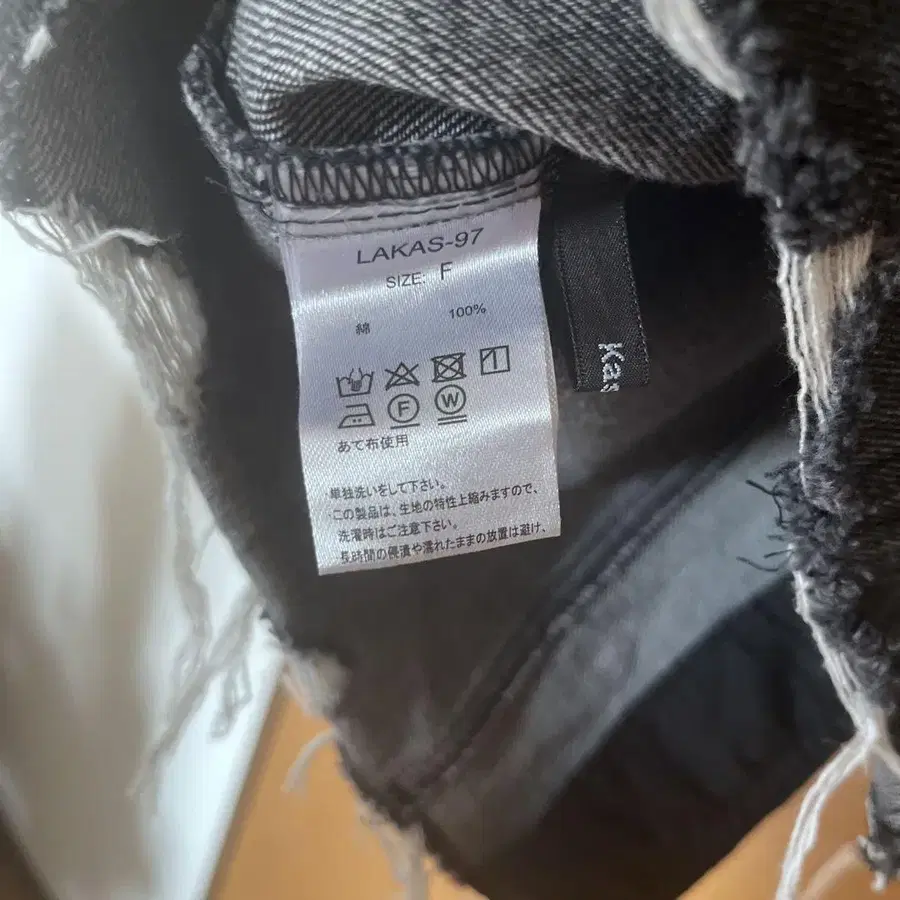 LAKAS-97
SIZE: F
綿 100%
F W
あて布使用
単独洗いをして下さい。
この製品は、生地の特性上縮みますので、
洗濯時はご注意下さい。
長時間の侵漬や濡れたままの放置は避け、
Kas